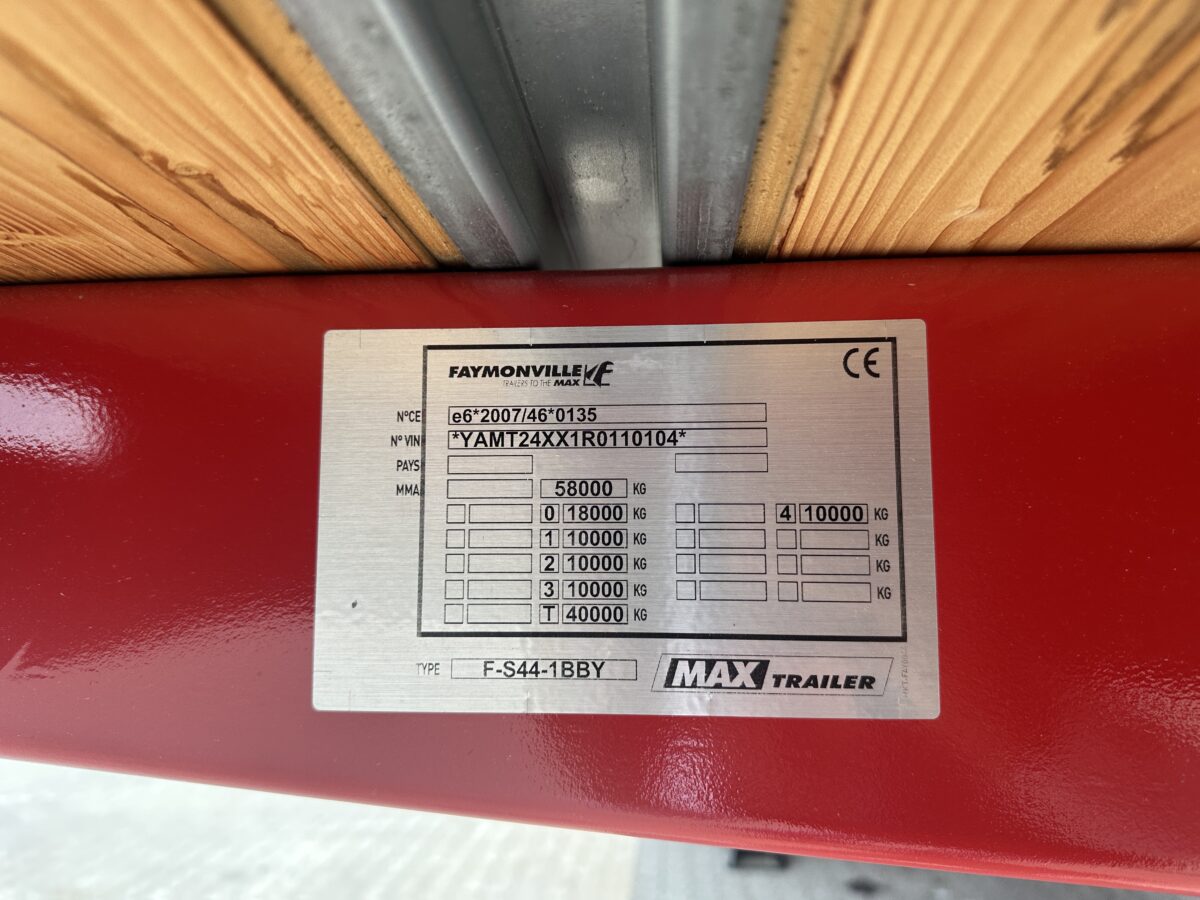 FAYMONVILLE
TRAILERS TO THE MAX
CE
N°CE e6*2007/46*0135
N° VIN *YAMT24XX1R0110104*
PAYS
MMA 58000 KG
0 18000 KG 4 10000 KG
1 10000 KG KG
2 10000 KG KG
3 10000 KG KG
T 40000 KG
TYPE F-S44-1BBY MAX TRAILER